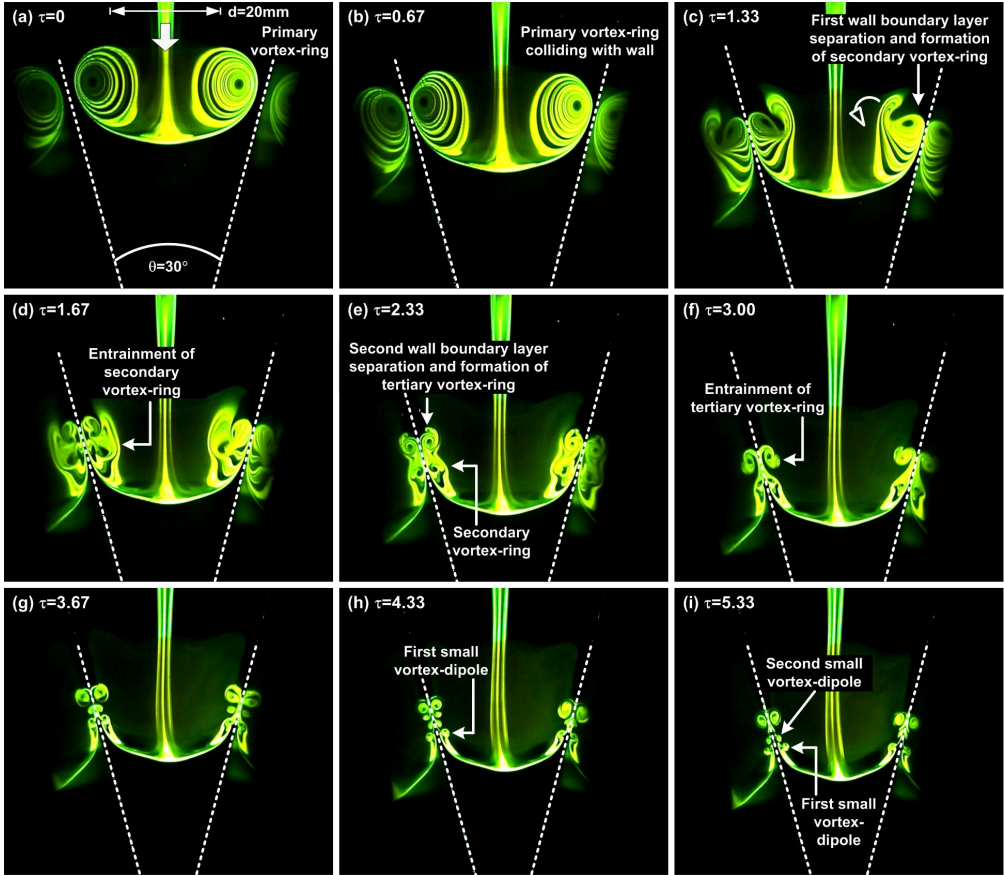 (a) τ=0
d=20mm
Primary
vortex-ring
θ=30°
(b) τ=0.67
Primary vortex-ring
colliding with wall
(c) τ=1.33
First wall boundary layer
separation and formation
of secondary vortex-ring
(d) τ=1.67
Entrainment of
secondary
vortex-ring
(e) τ=2.33
Second wall boundary layer
separation and formation of
tertiary vortex-ring
Secondary
vortex-ring
(f) τ=3.00
Entrainment of
tertiary vortex-ring
(g) τ=3.67
(h) τ=4.33
First small
vortex-dipole
(i) τ=5.33
Second small
vortex-dipole
First small
vortex-
dipole